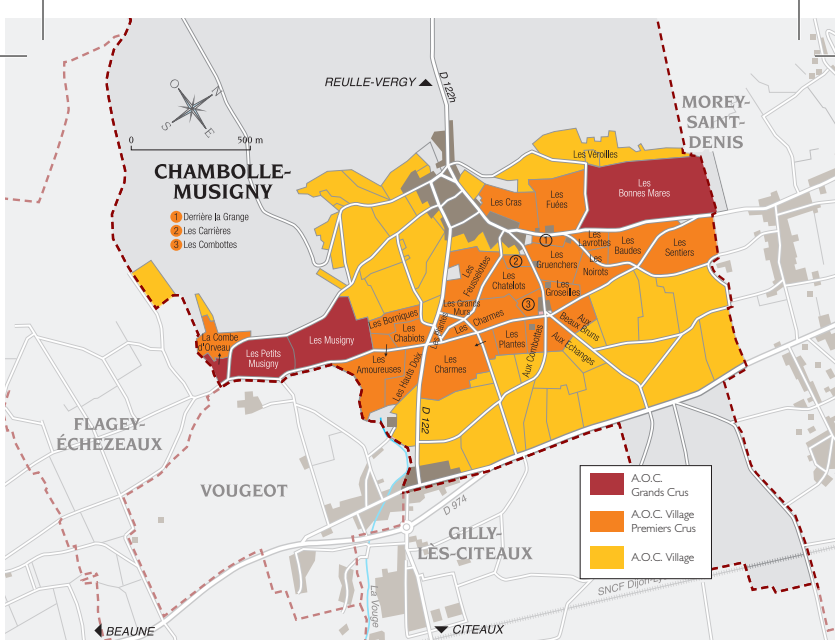 REULLE-VERGY
D 122h
MOREY-
SAINT-
DENIS
O
N
S
E
0
500 m
CHAMBOLLE-
MUSIGNY
1 Derrière la Grange
2 Les Carrières
3 Les Combottes
Les Véroilles
Les
Bonnes Mares
Les Cras
Les
Fuées
1
Les
Lavrottes
Les
Baudes
Les
Sentiers
2
Les
Gruenchers
Les
Noirots
Les
Feusselottes
Les
Chatelots
Les
Groseilles
3
Les Grands
Murs
Les Borniques
Les
Chabiots
Les Plantes
Les Charmes
Les
Plantes
Aux Combottes
Aux
Beaux Bruns
Aux Echanges
La Combe
d'Orveau
Les Petits
Musigny
Les Musigny
Les
Amoureuses
Les Hauts Doix
Les
Charmes
D 122
FLAGEY-
ÉCHEZEAUX
VOUGEOT
D 974
GILLY-
LÈS-CITEAUX
A.O.C.
Grands Crus
A.O.C. Village
Premiers Crus
A.O.C. Village
La Vouge
BEAUNE
CITEAUX